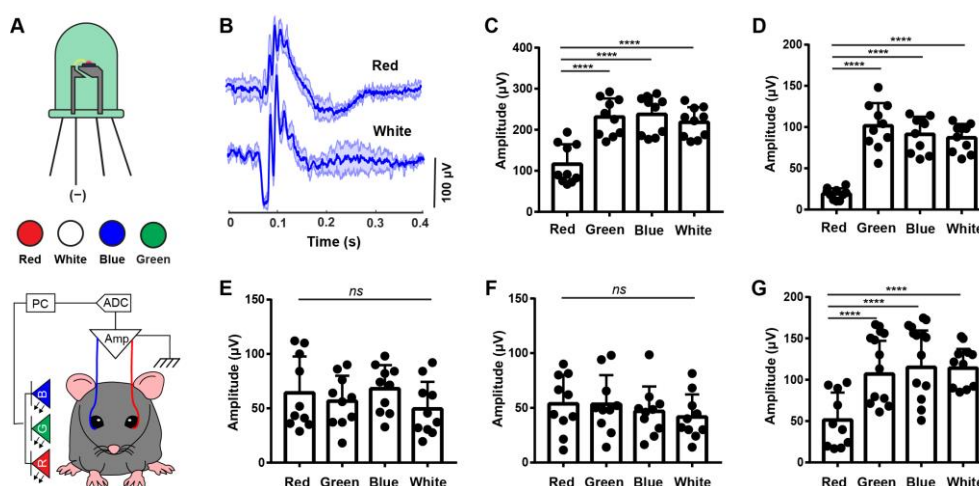 A
(−)
Red White Blue Green
PC
ADC
Amp
B
G
R
B
Red
White
100 µV
0 0.1 0.2 0.3 0.4
Time (s)
C
****
****
****
Amplitude (µV)
400
300
200
100
0
Red Green Blue White
D
****
****
****
Amplitude (µV)
200
150
100
50
0
Red Green Blue White
E
ns
Amplitude (µV)
150
100
50
0
Red Green Blue White
F
ns
Amplitude (µV)
150
100
50
0
Red Green Blue White
G
****
****
****
Amplitude (µV)
200
150
100
50
0
Red Green Blue White